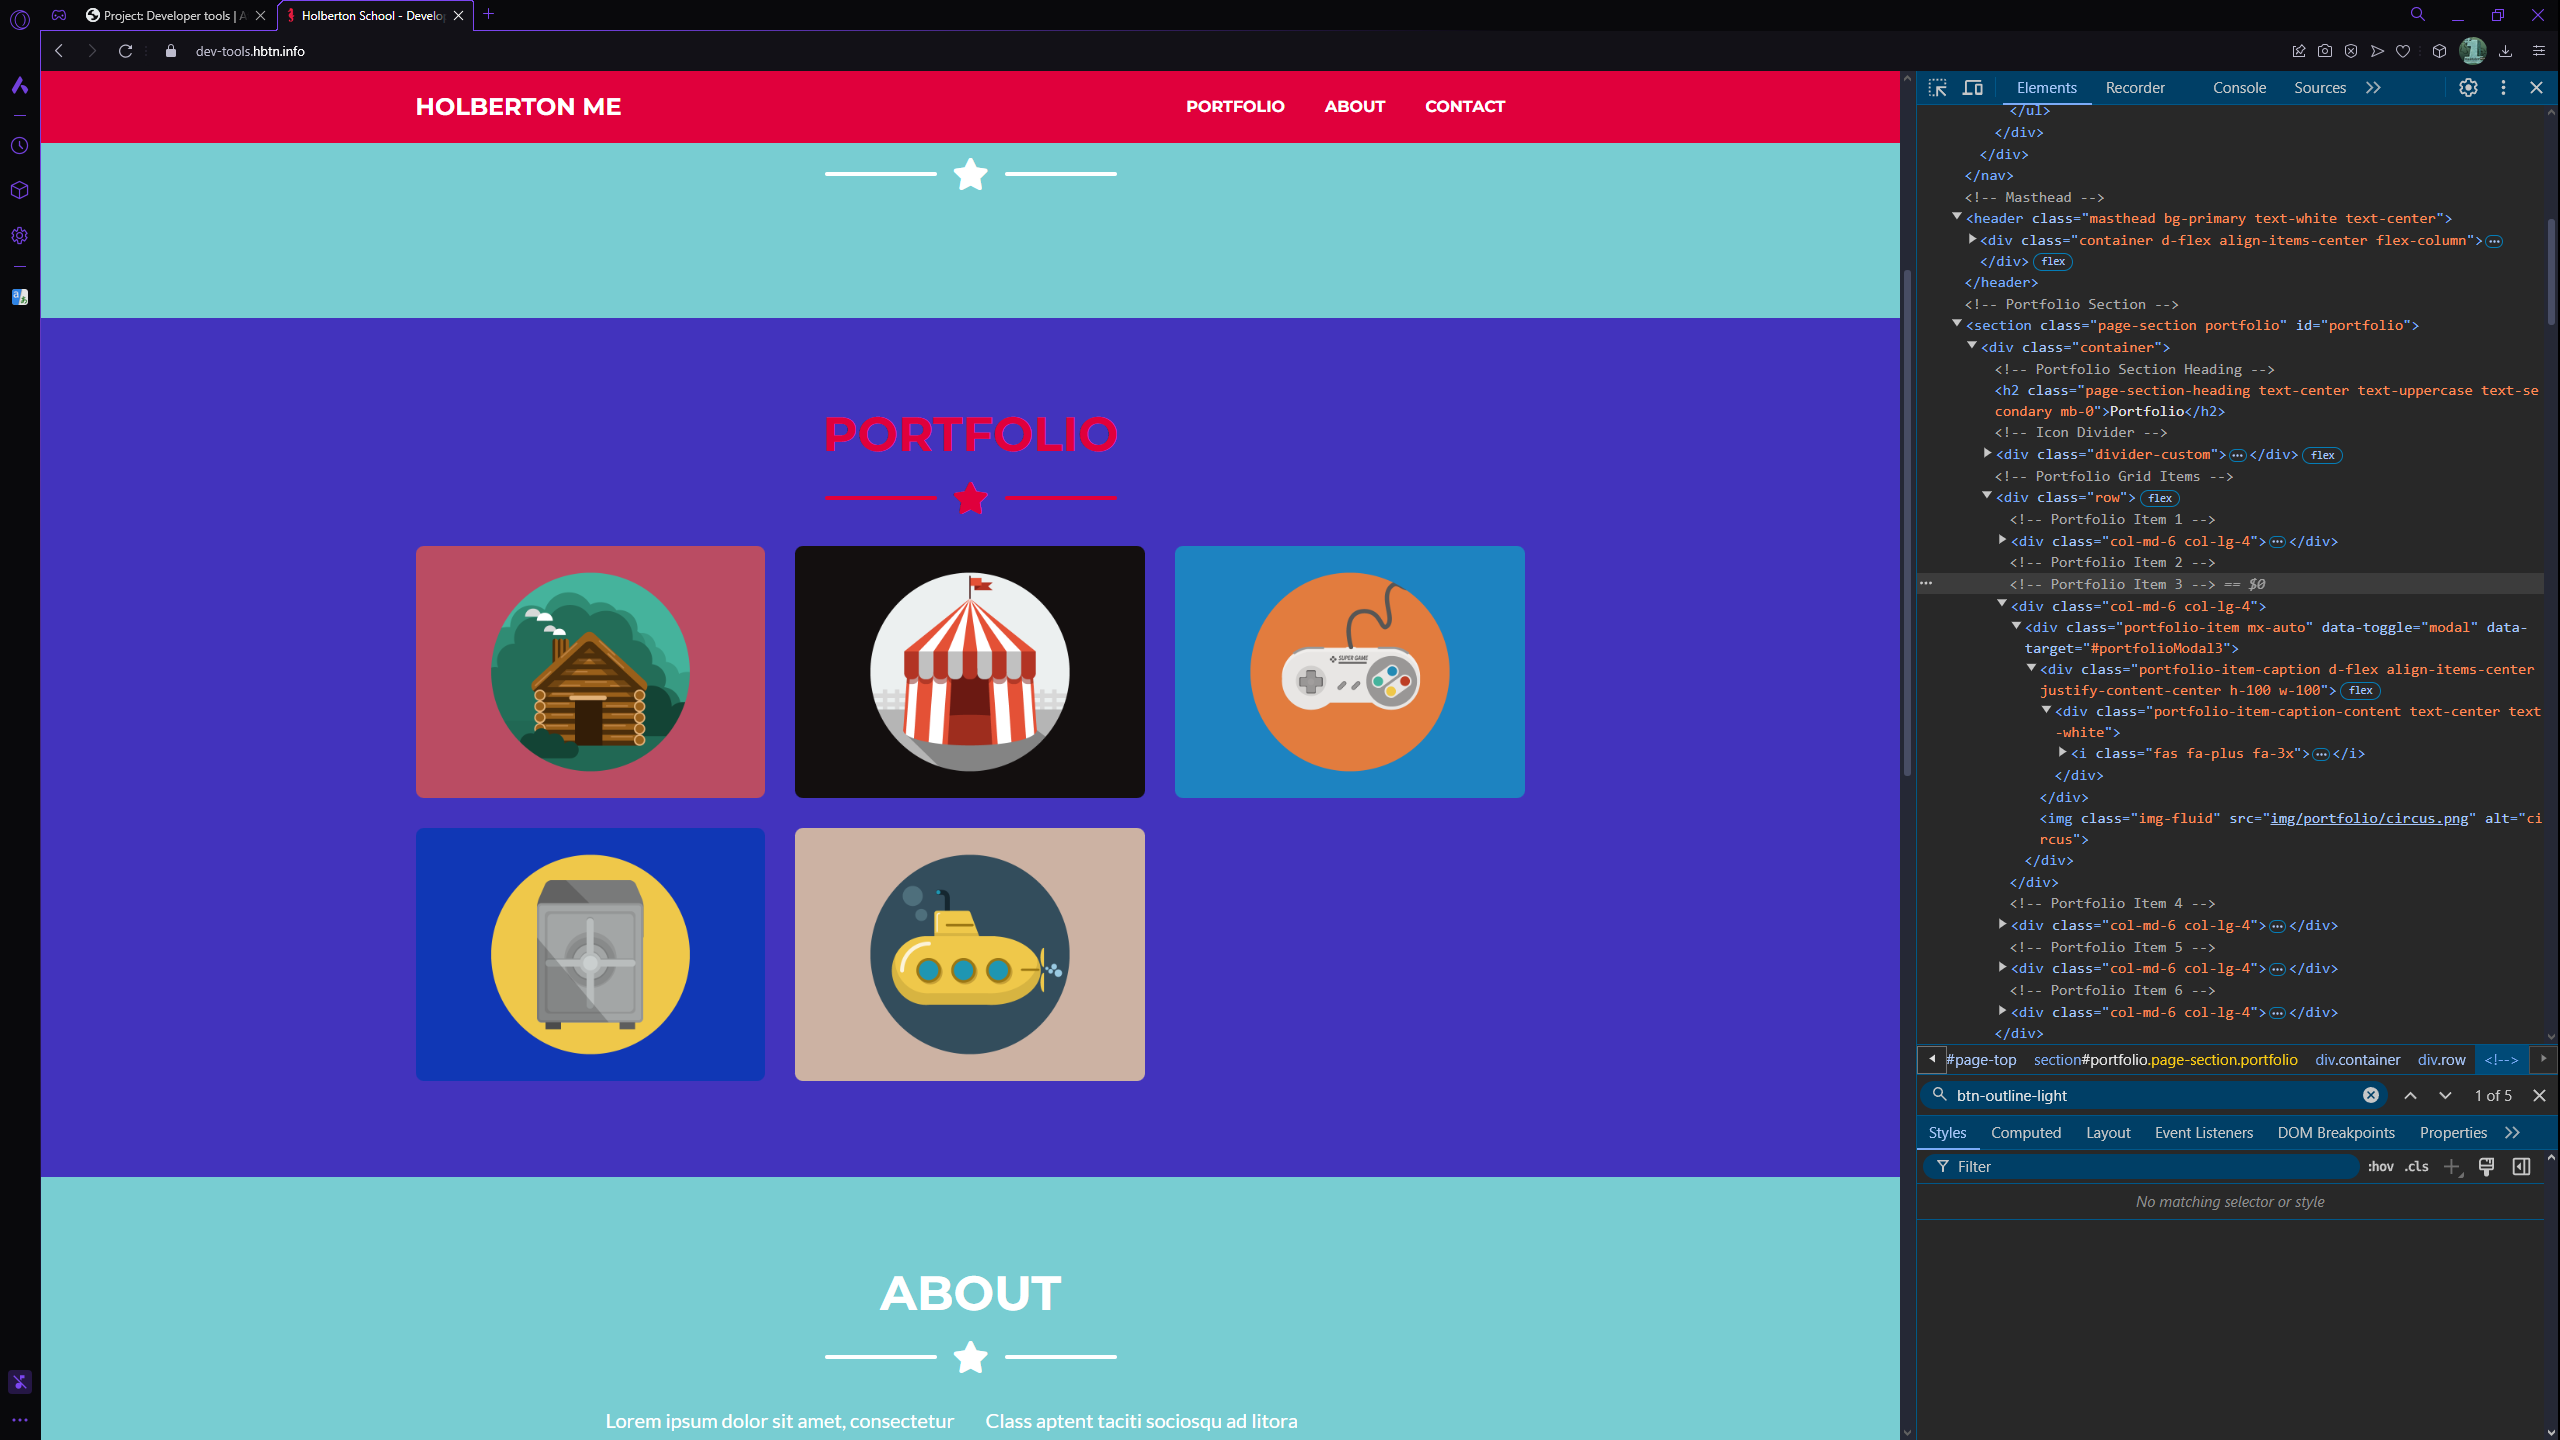 Project: Developer tools | A
Holberton School - Develop
dev-tools.hbtn.info
HOLBERTON ME
PORTFOLIO
ABOUT
CONTACT
PORTFOLIO
SUPER GAME
ABOUT
Lorem ipsum dolor sit amet, consectetur
Class aptent taciti sociosqu ad litora
Elements
Recorder
Console
Sources
</ul>
</div>
</div>
</nav>
<!-- Masthead -->
<header class="masthead bg-primary text-white text-center">
<div class="container d-flex align-items-center flex-column">
</div> flex
</header>
<!-- Portfolio Section -->
<section class="page-section portfolio" id="portfolio">
<div class="container">
<!-- Portfolio Section Heading -->
<h2 class="page-section-heading text-center text-uppercase text-se
condary mb-0">Portfolio</h2>
<!-- Icon Divider -->
<div class="divider-custom">…</div> flex
<!-- Portfolio Grid Items -->
<div class="row"> flex
<!-- Portfolio Item 1 -->
<div class="col-md-6 col-lg-4">…</div>
<!-- Portfolio Item 2 -->
<!-- Portfolio Item 3 --> == $0
<div class="col-md-6 col-lg-4">
<div class="portfolio-item mx-auto" data-toggle="modal" data-
target="#portfolioModal3">
<div class="portfolio-item-caption d-flex align-items-center
justify-content-center h-100 w-100"> flex
<div class="portfolio-item-caption-content text-center text
-white">
<i class="fas fa-plus fa-3x">…</i>
</div>
</div>
<img class="img-fluid" src="img/portfolio/circus.png" alt="ci
rcus">
</div>
</div>
<!-- Portfolio Item 4 -->
<div class="col-md-6 col-lg-4">…</div>
<!-- Portfolio Item 5 -->
<div class="col-md-6 col-lg-4">…</div>
<!-- Portfolio Item 6 -->
<div class="col-md-6 col-lg-4">…</div>
</div>
#page-top section#portfolio.page-section.portfolio div.container div.row <!-->
btn-outline-light
1 of 5
Styles
Computed
Layout
Event Listeners
DOM Breakpoints
Properties
Filter
:hov .cls
No matching selector or style